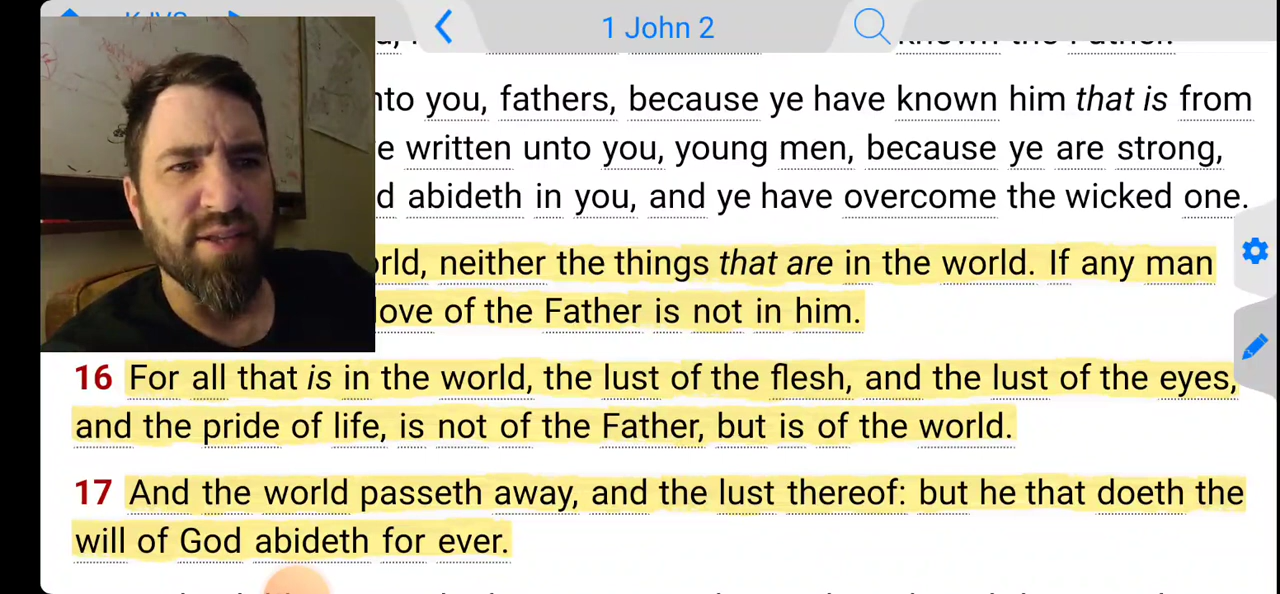 1 John 2
known the Father.
you, fathers, because ye have known him that is from
written unto you, young men, because ye are strong,
abideth in you, and ye have overcome the wicked one.
neither the things that are in the world. If any man
love of the Father is not in him.
16 For all that is in the world, the lust of the flesh, and the lust of the eyes,
and the pride of life, is not of the Father, but is of the world.
17 And the world passeth away, and the lust thereof: but he that doeth the
will of God abideth for ever.